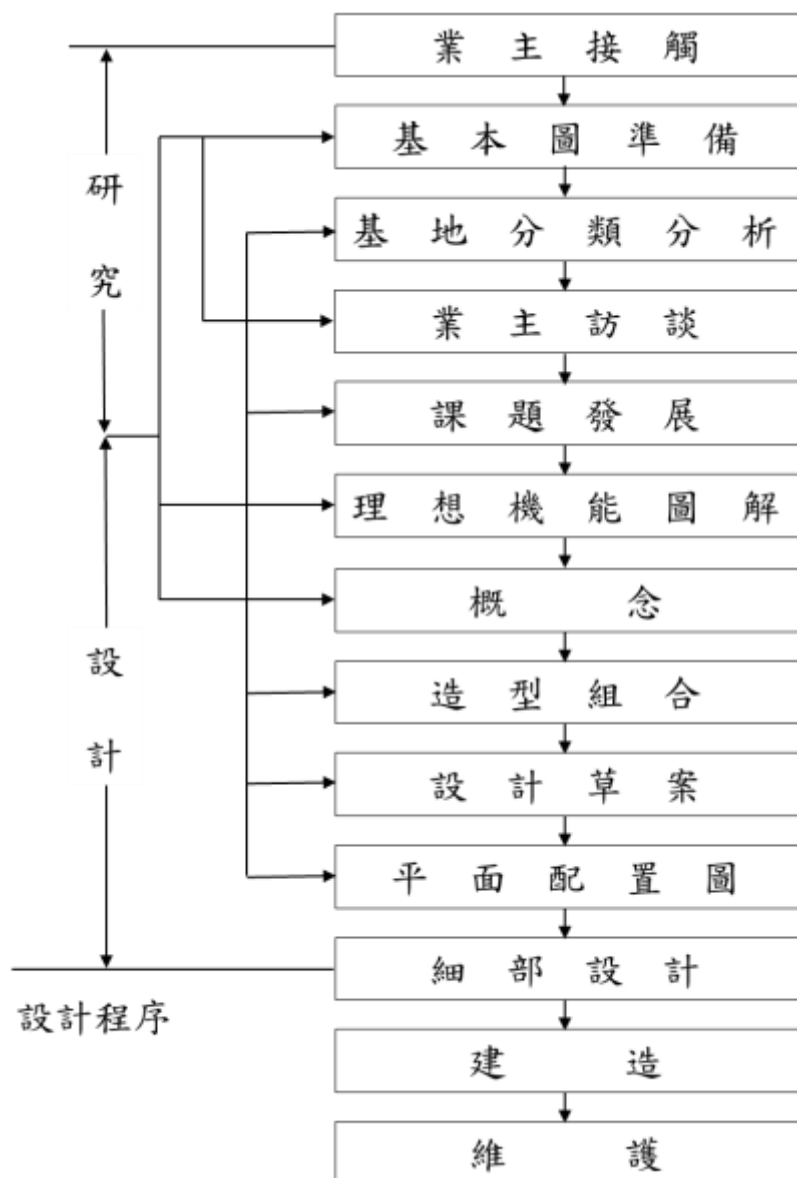 業主接觸
基本圖準備
研究
基地分類分析
業主訪談
課題發展
理想機能圖解
概念
設計
造型組合
設計草案
平面配置圖
細部設計
設計程序
建造
維護